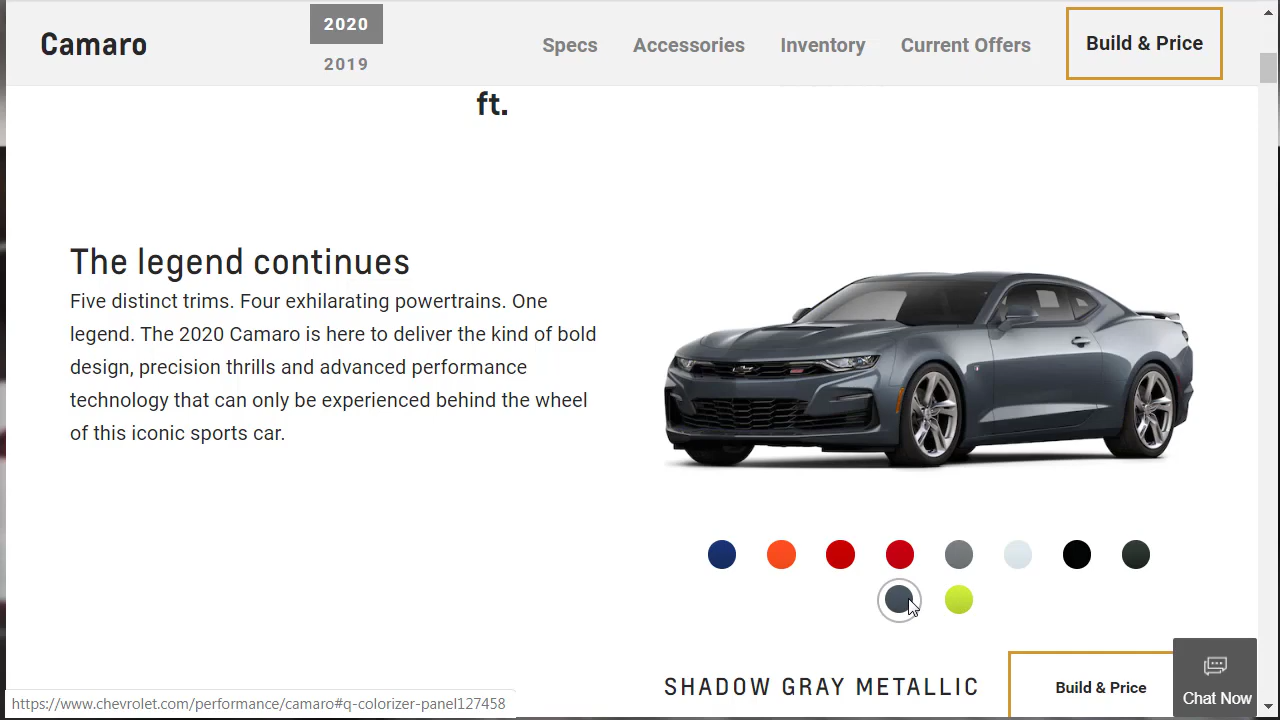 Camaro
2020
2019
Specs
Accessories
Inventory
Current Offers
Build & Price
ft.
The legend continues
Five distinct trims. Four exhilarating powertrains. One
legend. The 2020 Camaro is here to deliver the kind of bold
design, precision thrills and advanced performance
technology that can only be experienced behind the wheel
of this iconic sports car.
SHADOW GRAY METALLIC
Build & Price
Chat Now
https://www.chevrolet.com/performance/camaro#q-colorizer-panel127458